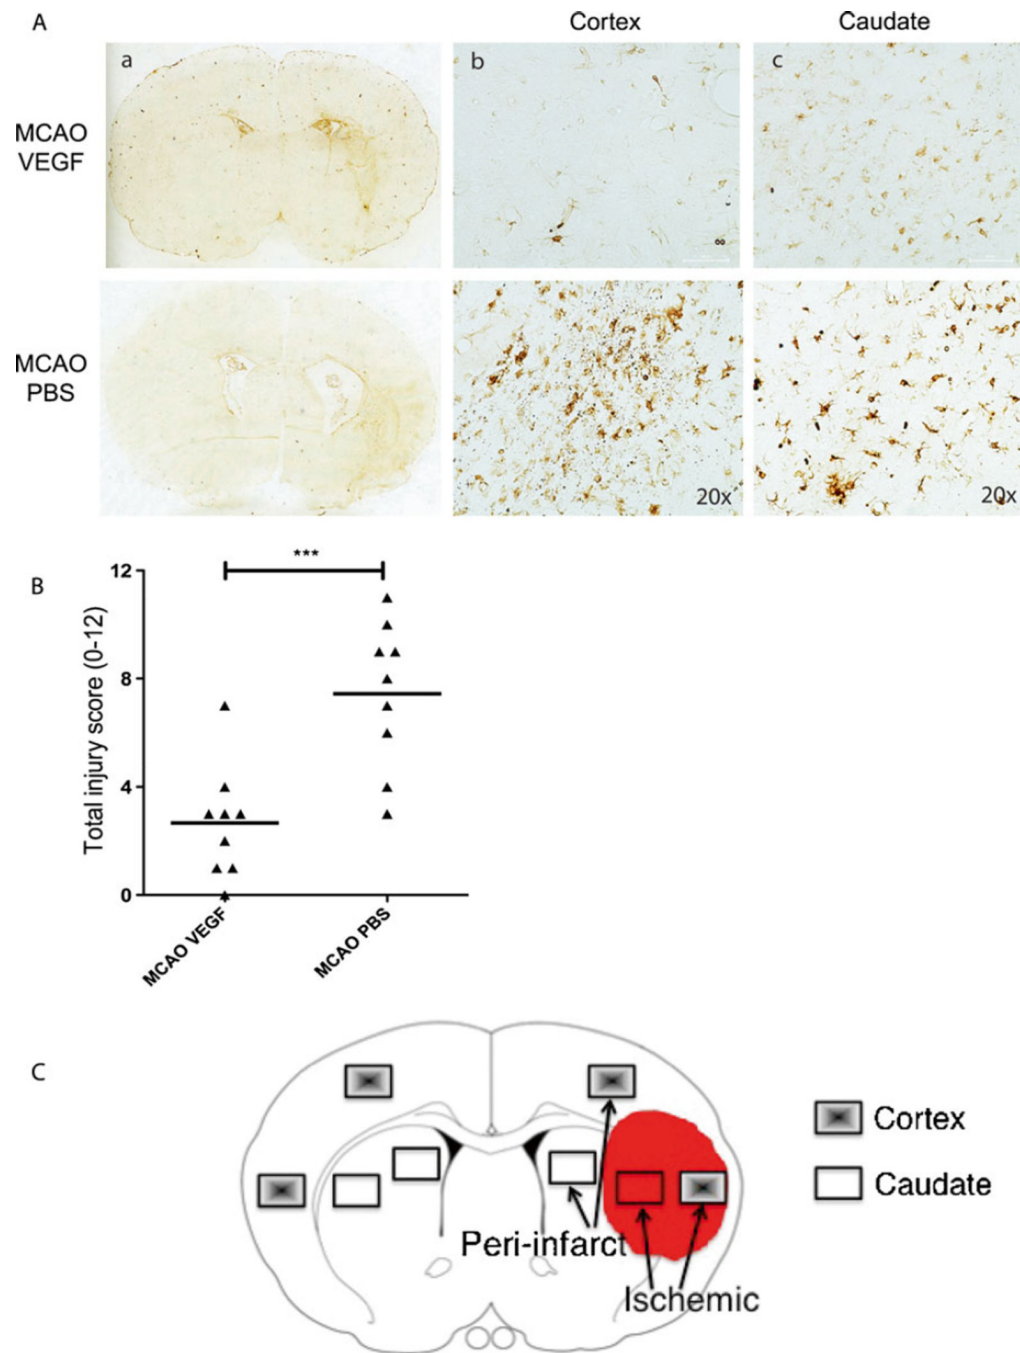 A
Cortex
Caudate
MCAO
VEGF
a
b
c
MCAO
PBS
20x
20x
B
***
Total injury score (0-12)
12
8
4
0
MCAO VEGF
MCAO PBS
C
Cortex
Caudate
Peri-infarct
Ischemic